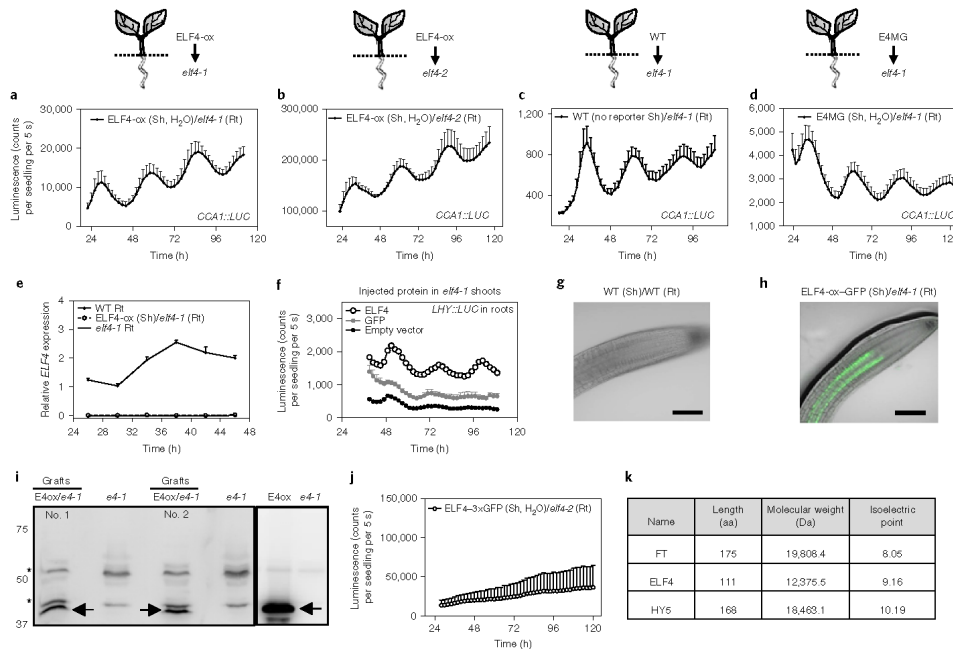 ELF4-ox
elf4-1
ELF4-ox
elf4-2
WT
elf4-1
E4MG
elf4-1
a
Luminescence (counts
per seedling per 5 s)
30,000
20,000
10,000
0
ELF4-ox (Sh, H2O)/elf4-1 (Rt)
CCA1::LUC
24 48 72 96 120
Time (h)
b
300,000
200,000
100,000
ELF4-ox (Sh, H2O)/elf4-2 (Rt)
CCA1::LUC
24 48 72 96 120
Time (h)
c
1,200
800
400
WT (no reporter Sh)/elf4-1 (Rt)
CCA1::LUC
24 48 72 96 120
Time (h)
d
6,000
5,000
4,000
3,000
2,000
1,000
E4MG (Sh, H2O)/elf4-1 (Rt)
CCA1::LUC
24 48 72 96 120
Time (h)
e
Relative ELF4 expression
4
3
2
1
0
WT Rt
ELF4-ox (Sh)/elf4-1 (Rt)
elf4-1 Rt
24 28 32 36 40 44 48
Time (h)
f
Injected protein in elf4-1 shoots
Luminescence (counts
per seedling per 5 s)
3,000
2,000
1,000
0
ELF4
GFP
Empty vector
LHY::LUC in roots
24 48 72 96 120
Time (h)
g
WT (Sh)/WT (Rt)
h
ELF4-ox–GFP (Sh)/elf4-1 (Rt)
i
Grafts
E4ox/e4-1
e4-1
Grafts
E4ox/e4-1
e4-1
E4ox
e4-1
No. 1
No. 2
75
*
50
*
37
j
Luminescence (counts
per seedling per 5 s)
150,000
100,000
50,000
0
ELF4–3×GFP (Sh, H2O)/elf4-2 (Rt)
24 48 72 96 120
Time (h)
k
Name Length (aa) Molecular weight (Da) Isoelectric point
FT 175 19,808.4 8.05
ELF4 111 12,375.5 9.16
HY5 168 18,463.1 10.19